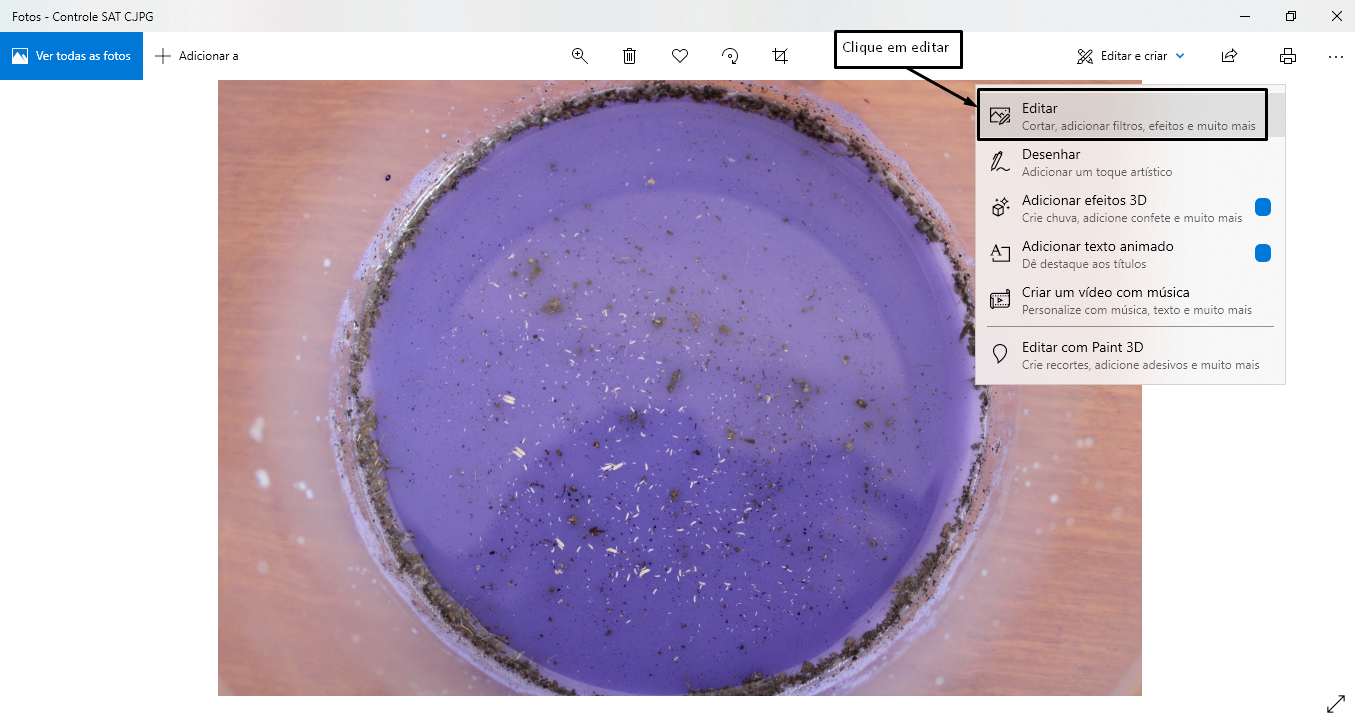 Fotos - Controle SAT C.JPG
Ver todas as fotos
Adicionar a
Clique em editar
Editar e criar
Editar
Cortar, adicionar filtros, efeitos e muito mais
Desenhar
Adicionar um toque artístico
Adicionar efeitos 3D
Crie chuva, adicione confete e muito mais
Adicionar texto animado
Dê destaque aos títulos
Criar um vídeo com música
Personalize com música, texto e muito mais
Editar com Paint 3D
Crie recortes, adicione adesivos e muito mais